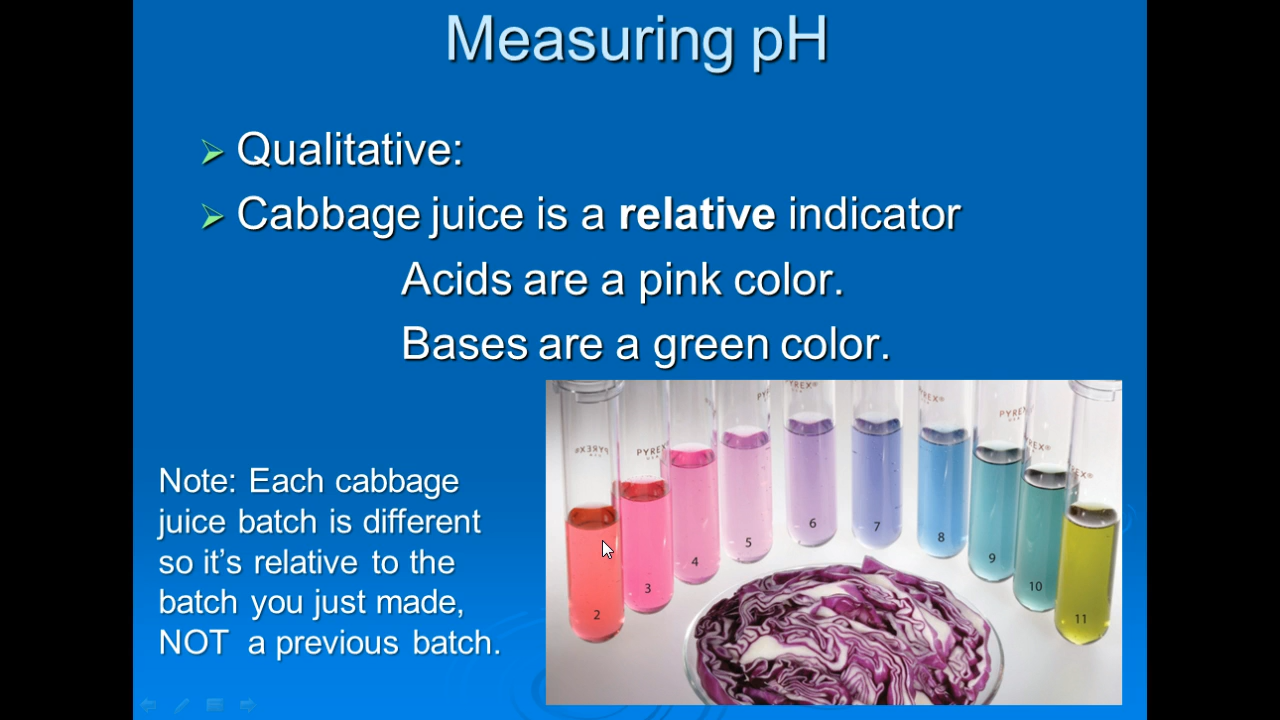 Measuring pH
Qualitative:
Cabbage juice is a relative indicator
Acids are a pink color.
Bases are a green color.
Note: Each cabbage
juice batch is different
so it's relative to the
batch you just made,
NOT a previous batch.
PYREX®
PYREX®
2
3
4
5
6
7
8
9
10
11